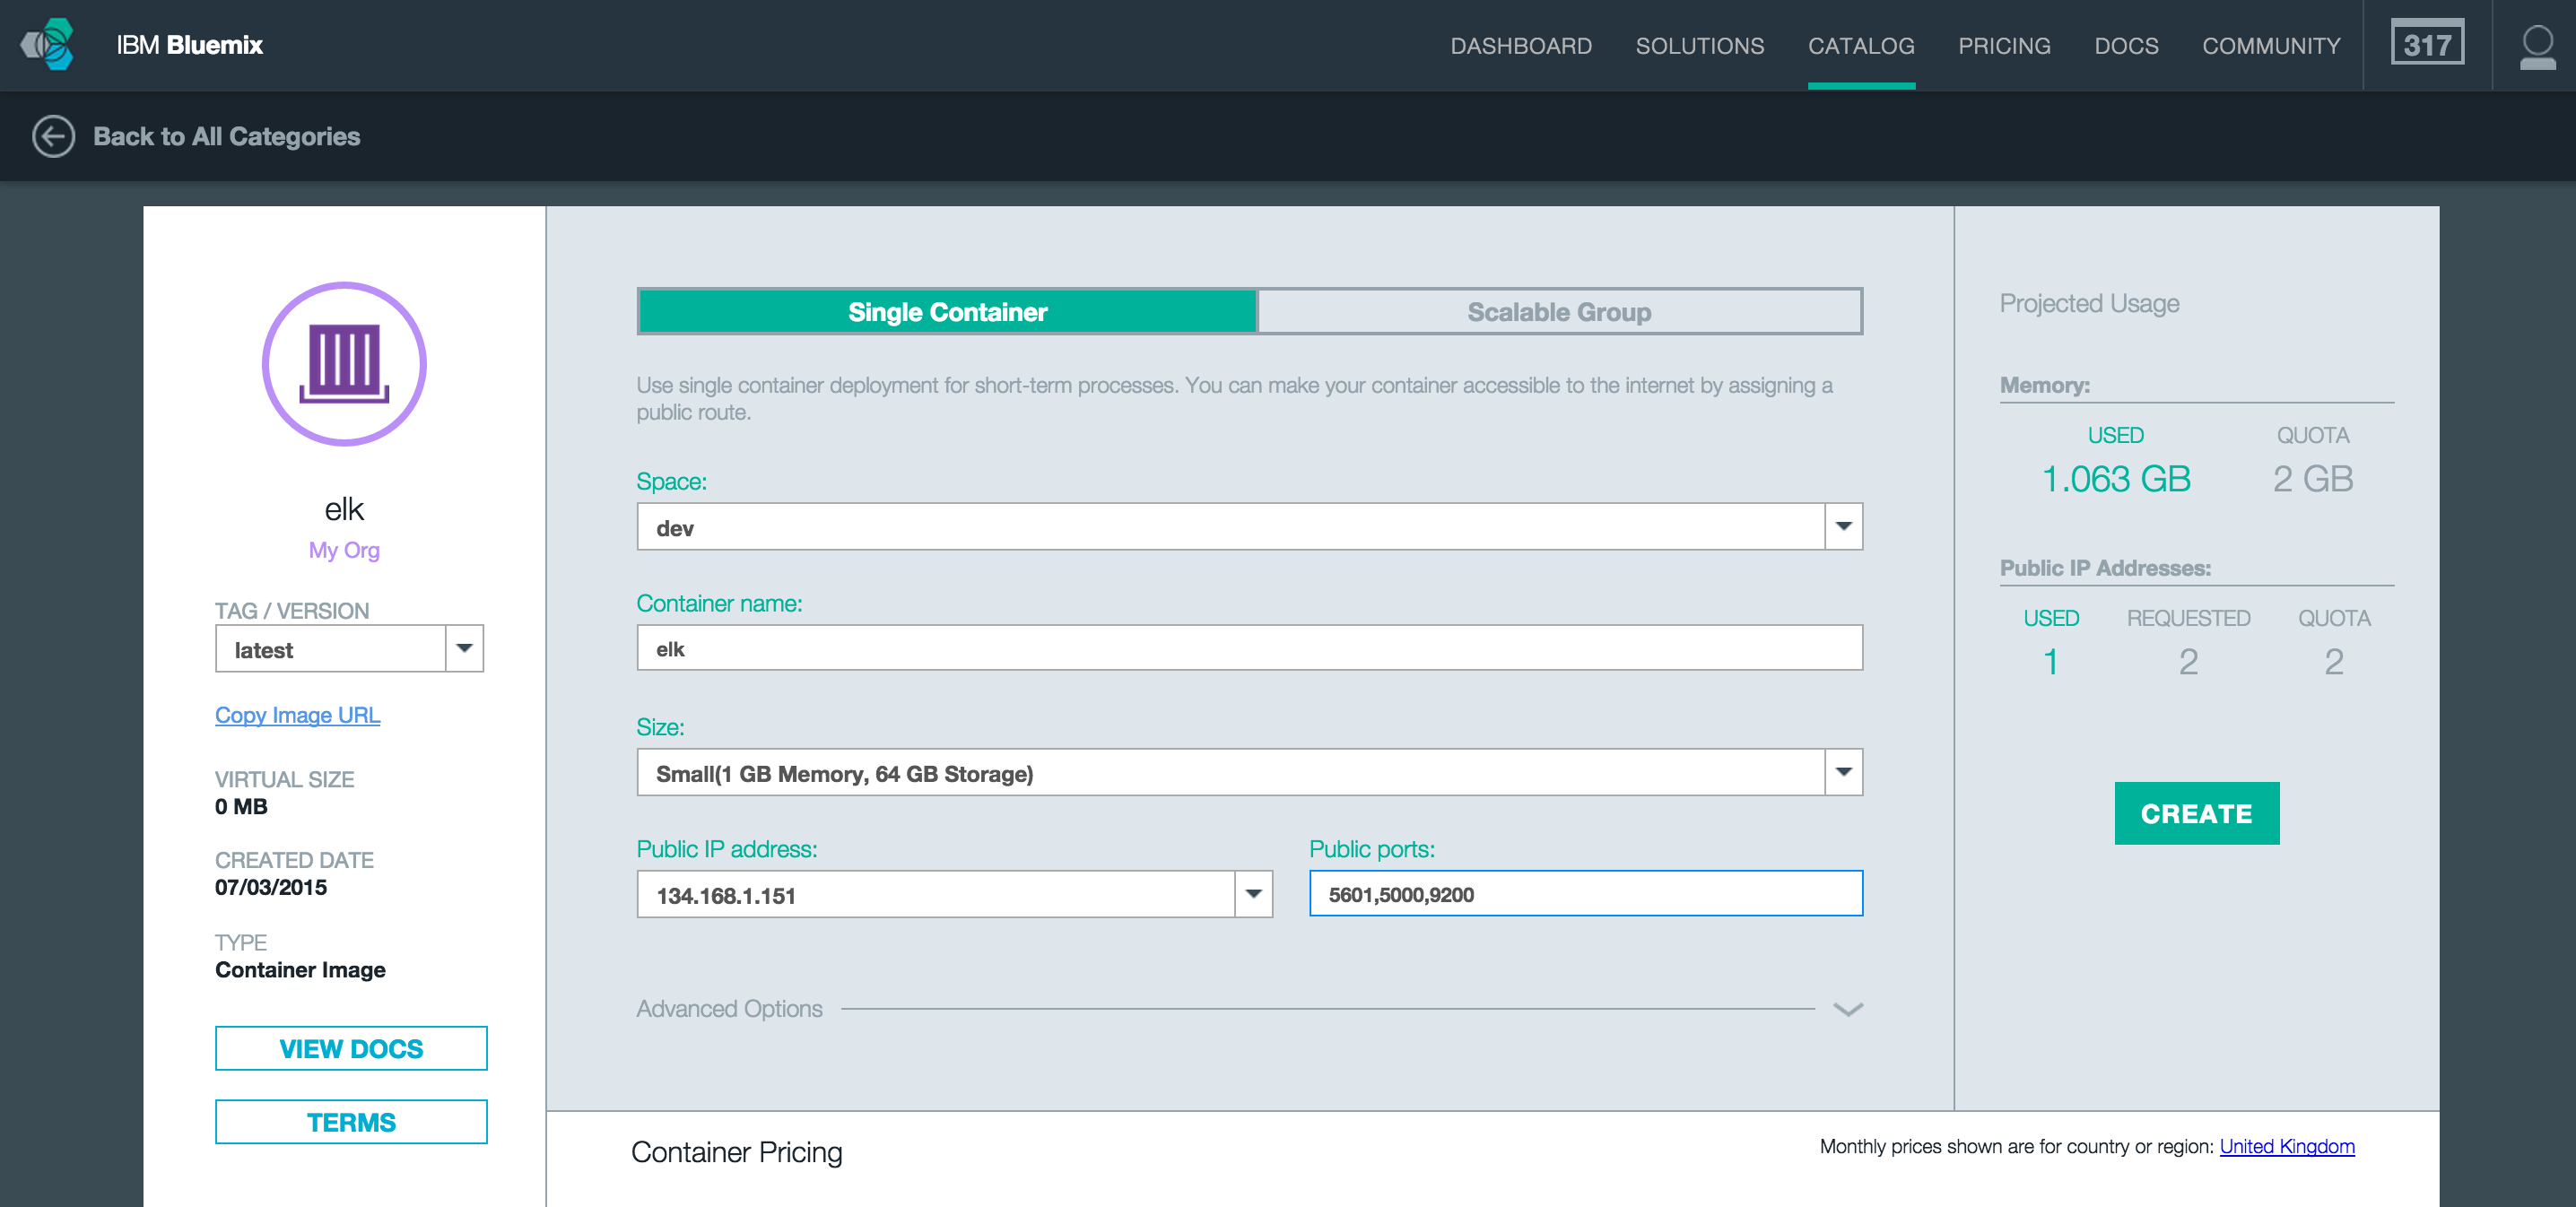 IBM Bluemix
DASHBOARD SOLUTIONS CATALOG PRICING DOCS COMMUNITY 317
Back to All Categories
elk
My Org
TAG / VERSION
latest
Copy Image URL
VIRTUAL SIZE
0 MB
CREATED DATE
07/03/2015
TYPE
Container Image
VIEW DOCS
TERMS
Single Container Scalable Group
Use single container deployment for short-term processes. You can make your container accessible to the internet by assigning a
public route.
Space:
dev
Container name:
elk
Size:
Small(1 GB Memory, 64 GB Storage)
Public IP address: Public ports:
134.168.1.151 5601,5000,9200
Advanced Options
Projected Usage
Memory:
USED QUOTA
1.063 GB 2 GB
Public IP Addresses:
USED REQUESTED QUOTA
1 2 2
CREATE
Container Pricing
Monthly prices shown are for country or region: United Kingdom